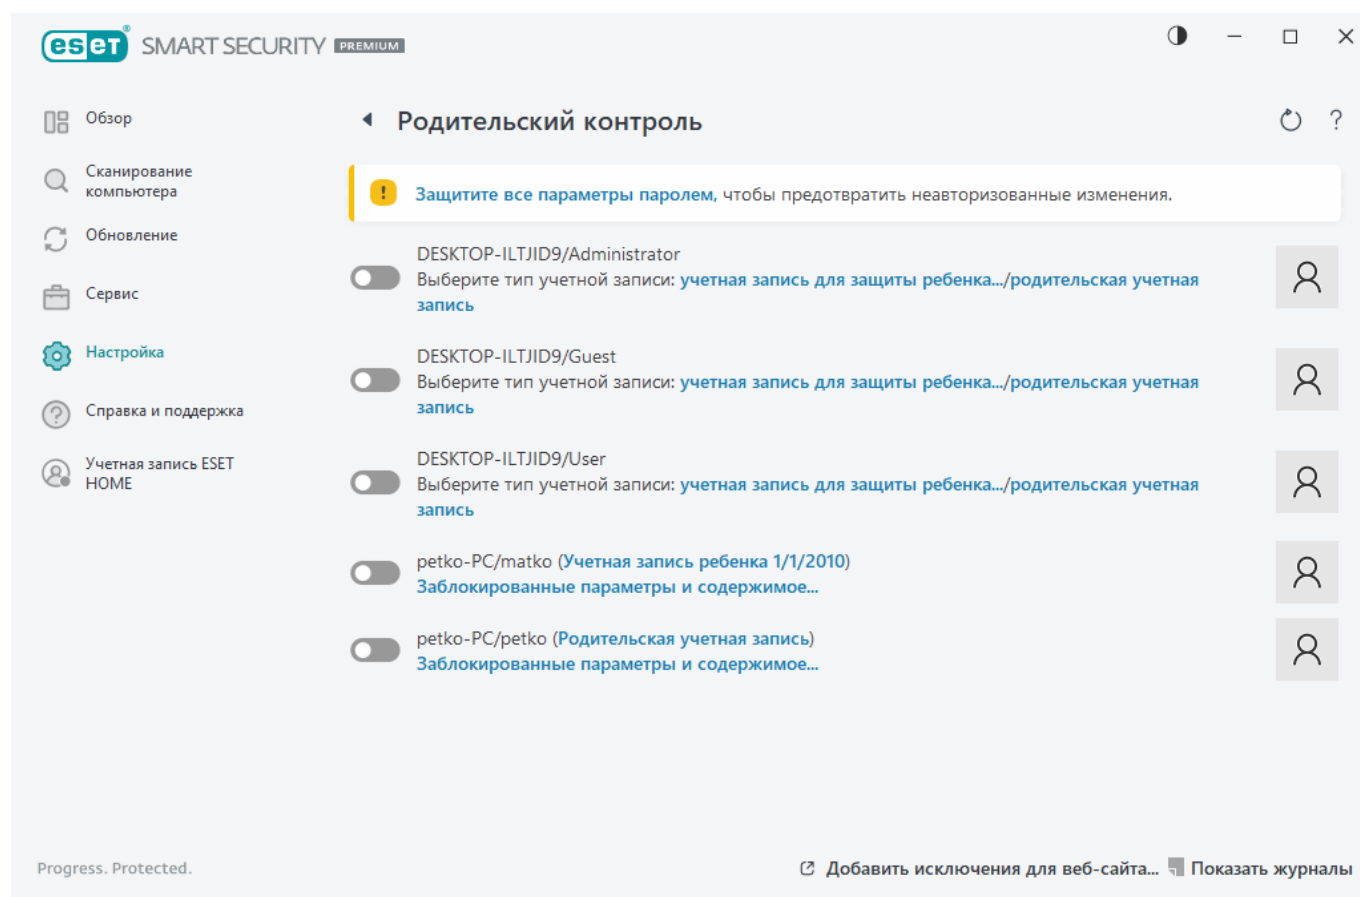 eset® SMART SECURITY PREMIUM
Обзор
Сканирование
компьютера
Обновление
Сервис
Настройка
Справка и поддержка
Учетная запись ESET
HOME
Родительский контроль
?
! Защитите все параметры паролем, чтобы предотвратить неавторизованные изменения.
DESKTOP-ILTJID9/Administrator
Выберите тип учетной записи: учетная запись для защиты ребенка.../родительская учетная
запись
DESKTOP-ILTJID9/Guest
Выберите тип учетной записи: учетная запись для защиты ребенка.../родительская учетная
запись
DESKTOP-ILTJID9/User
Выберите тип учетной записи: учетная запись для защиты ребенка.../родительская учетная
запись
petko-PC/matko (Учетная запись ребенка 1/1/2010)
Заблокированные параметры и содержимое...
petko-PC/petko (Родительская учетная запись)
Заблокированные параметры и содержимое...
Progress. Protected.
Добавить исключения для веб-сайта... Показать журналы